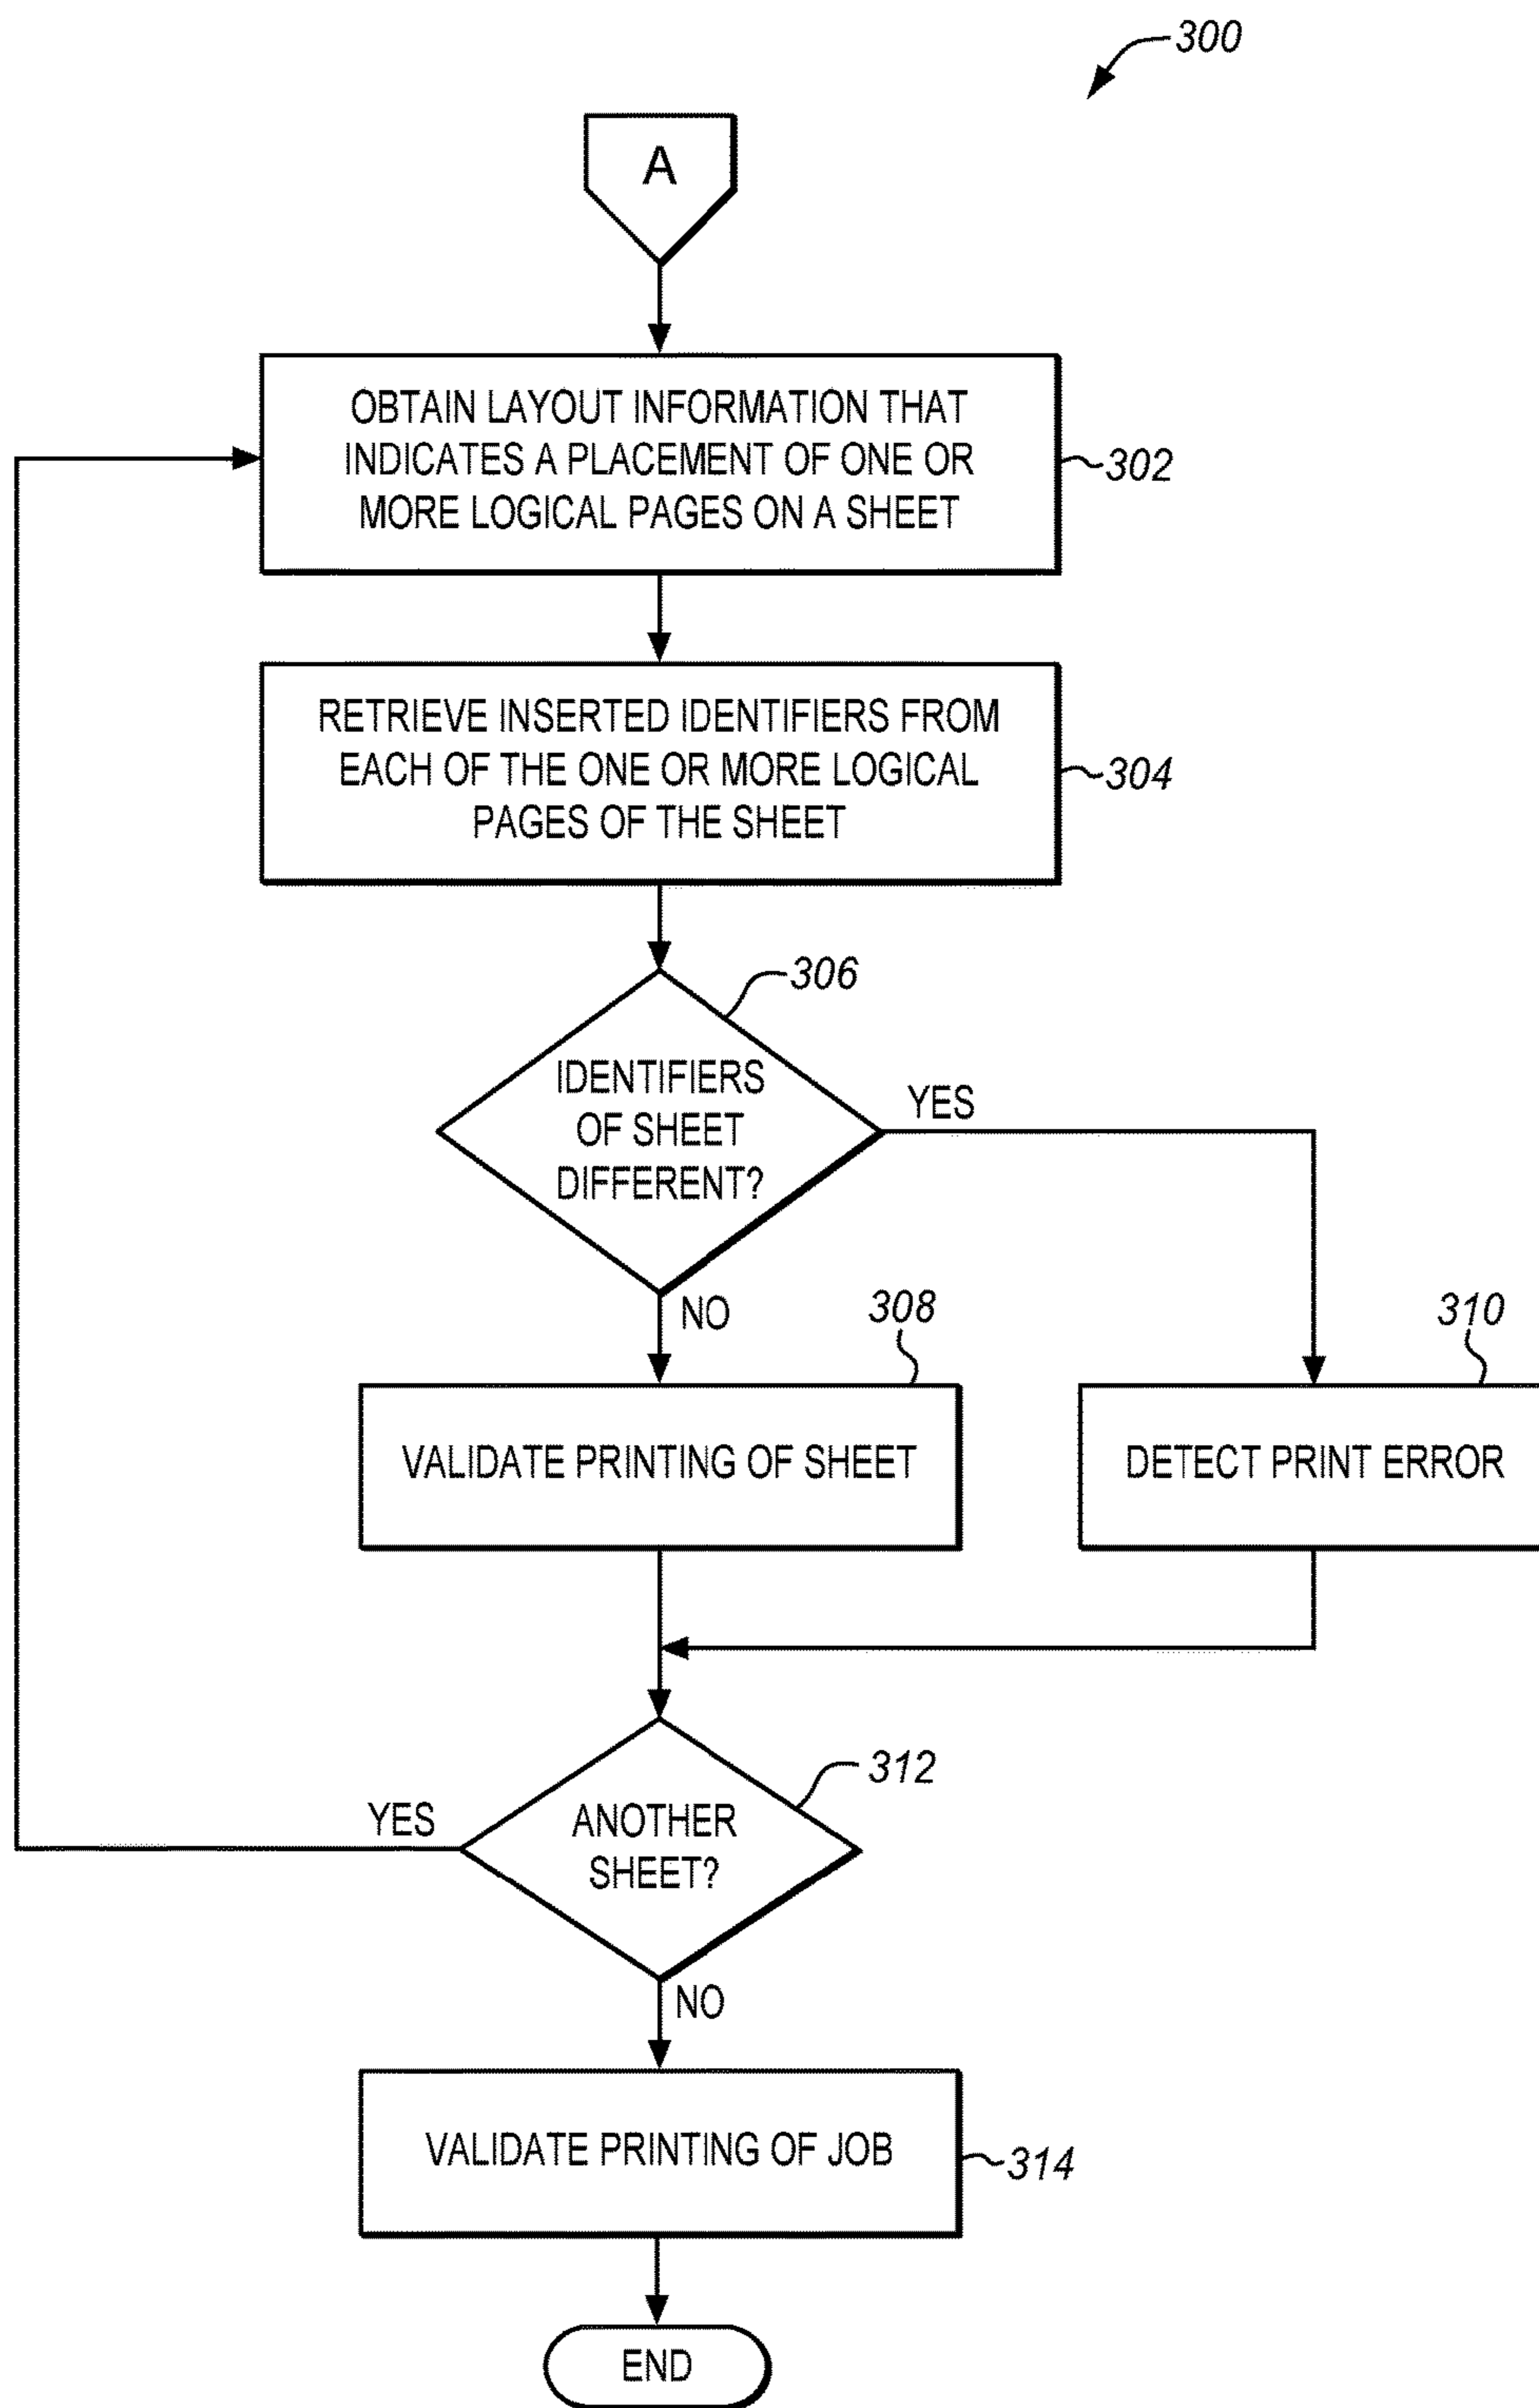 300
A
OBTAIN LAYOUT INFORMATION THAT
INDICATES A PLACEMENT OF ONE OR
MORE LOGICAL PAGES ON A SHEET
302
RETRIEVE INSERTED IDENTIFIERS FROM
EACH OF THE ONE OR MORE LOGICAL
PAGES OF THE SHEET
304
306
IDENTIFIERS
OF SHEET
DIFFERENT?
YES
NO
308
310
VALIDATE PRINTING OF SHEET
DETECT PRINT ERROR
312
YES
ANOTHER
SHEET?
NO
VALIDATE PRINTING OF JOB
314
END